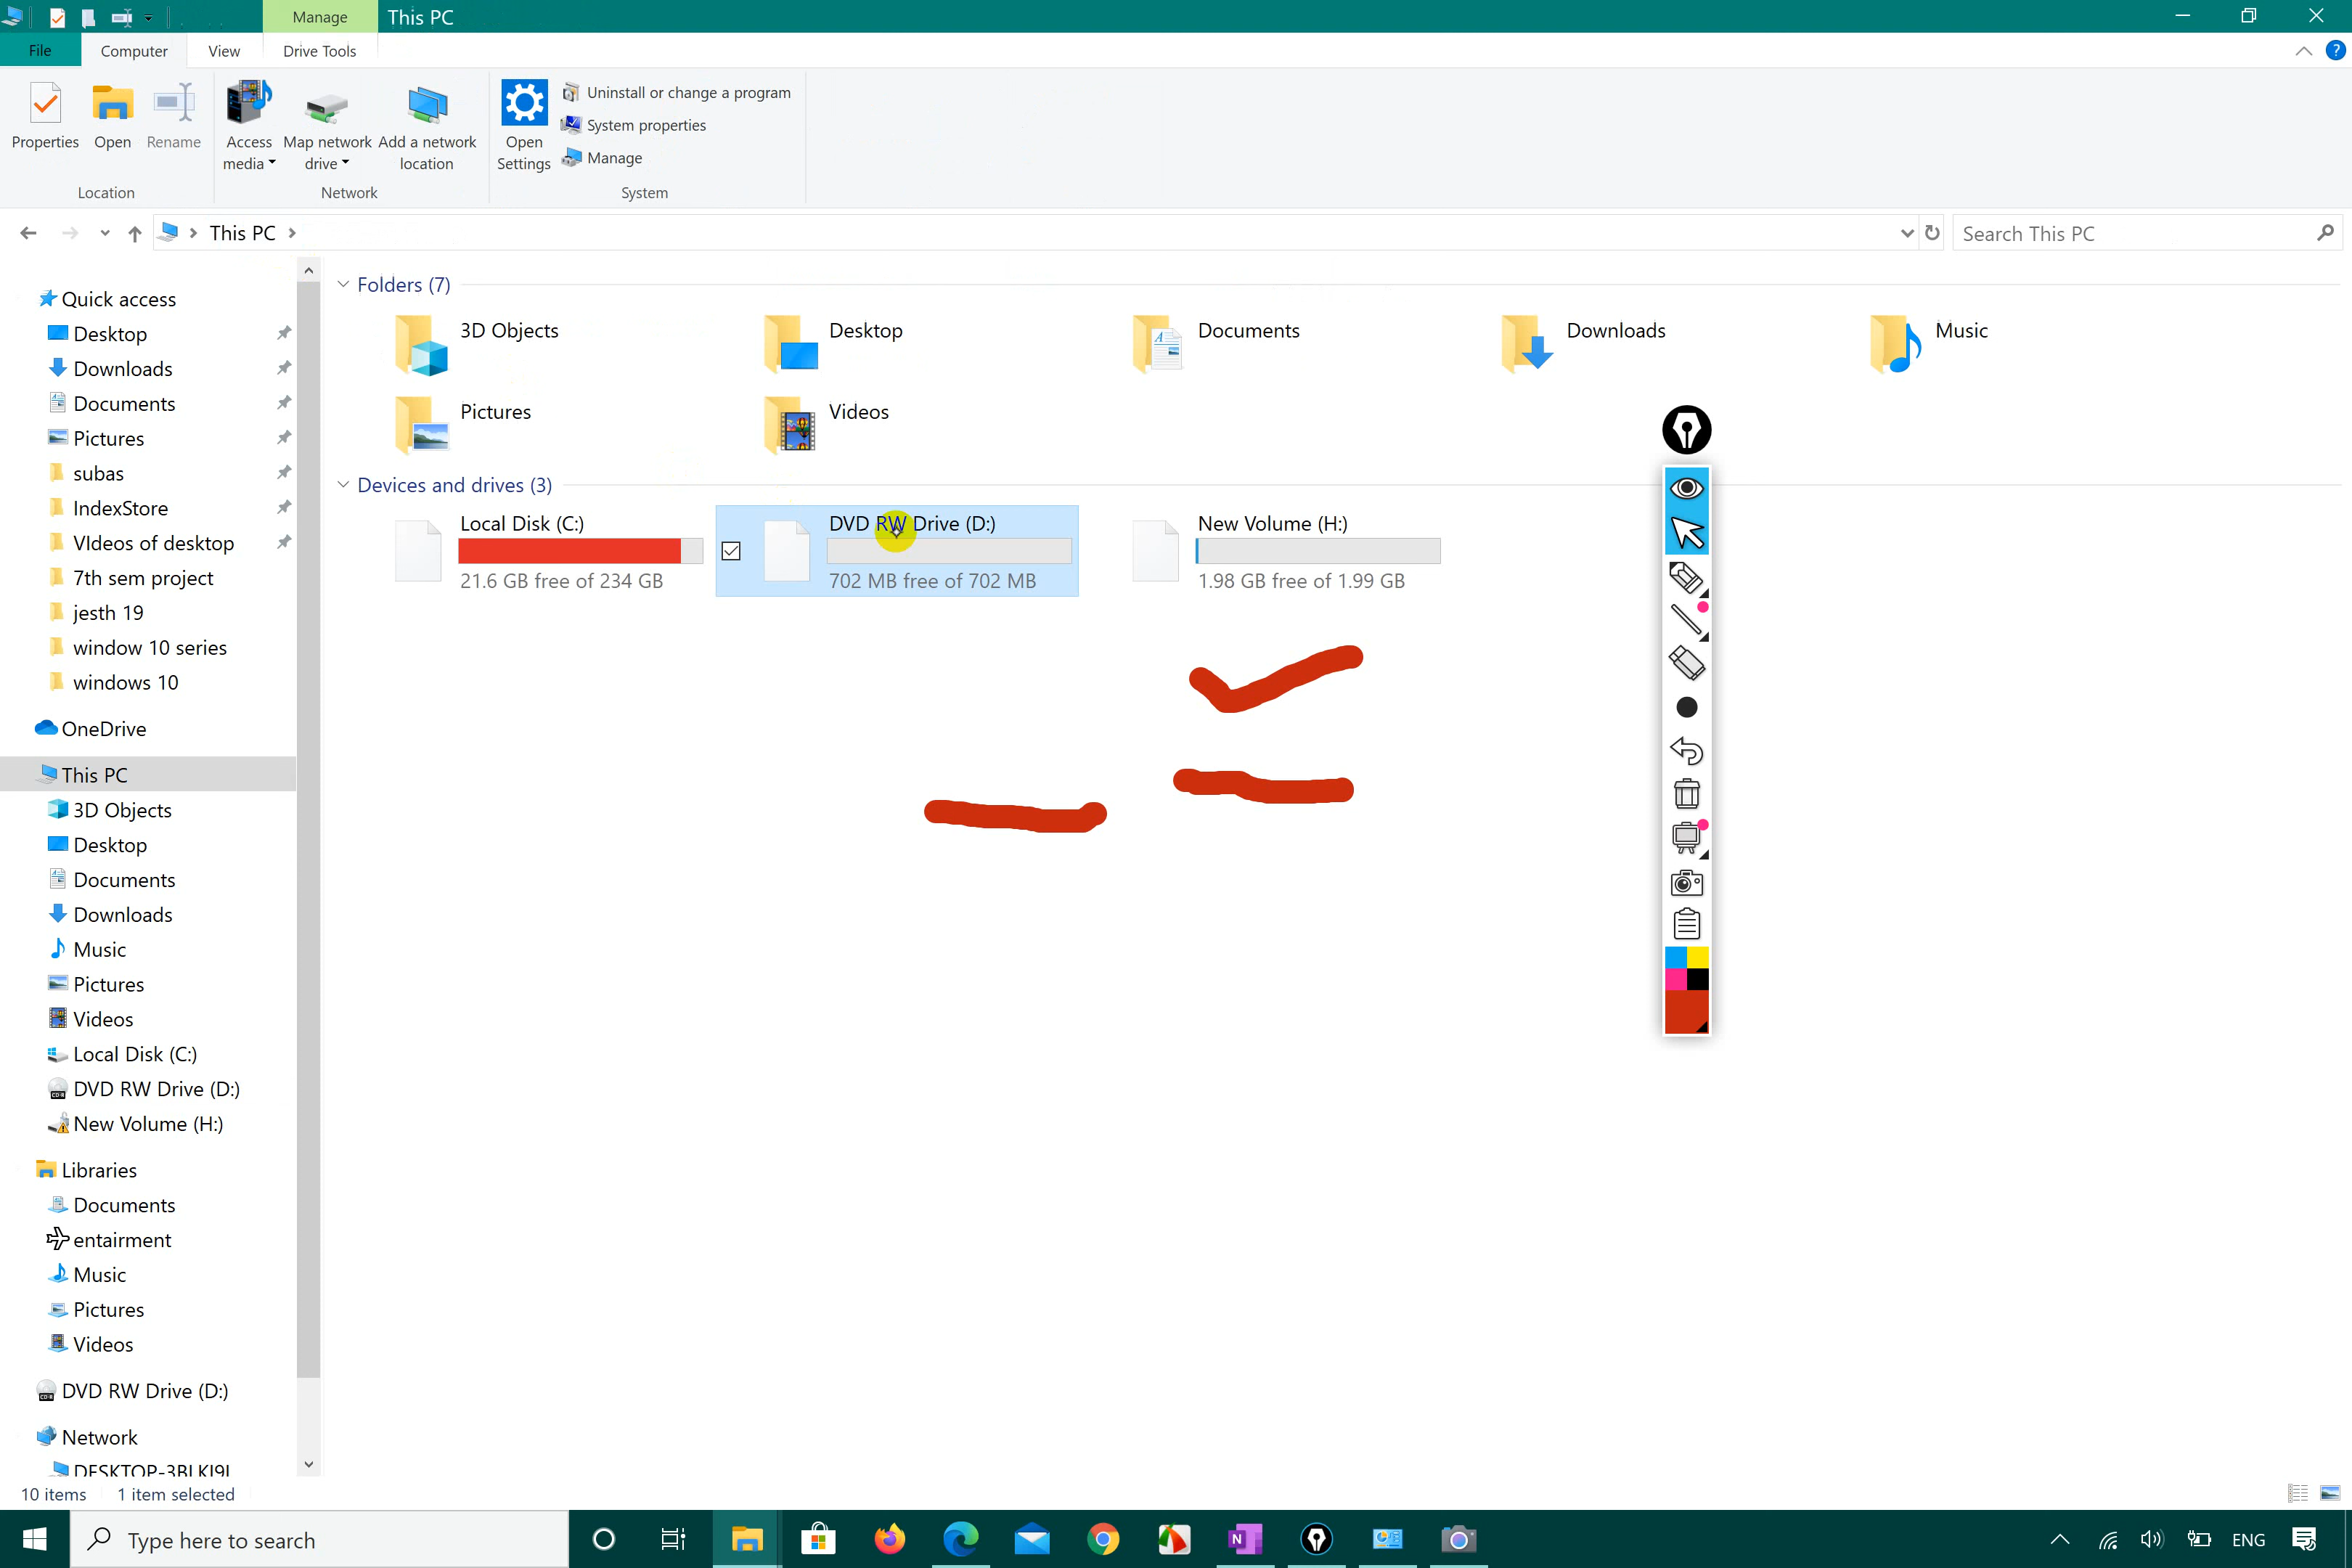 Manage
This PC
File
Computer
View
Drive Tools
Properties
Open
Rename
Access media
Map network drive
Add a network location
Open Settings
Uninstall or change a program
System properties
Manage
Location
Network
System
This PC
Search This PC
Quick access
Desktop
Downloads
Documents
Pictures
subas
IndexStore
VIdeos of desktop
7th sem project
jesth 19
window 10 series
windows 10
OneDrive
This PC
3D Objects
Desktop
Documents
Downloads
Music
Pictures
Videos
Local Disk (C:)
DVD RW Drive (D:)
New Volume (H:)
Libraries
Documents
entairment
Music
Pictures
Videos
DVD RW Drive (D:)
Network
Folders (7)
3D Objects
Desktop
Documents
Downloads
Music
Pictures
Videos
Devices and drives (3)
Local Disk (C:)
21.6 GB free of 234 GB
DVD RW Drive (D:)
702 MB free of 702 MB
New Volume (H:)
1.98 GB free of 1.99 GB
10 items
1 item selected
Type here to search
ENG